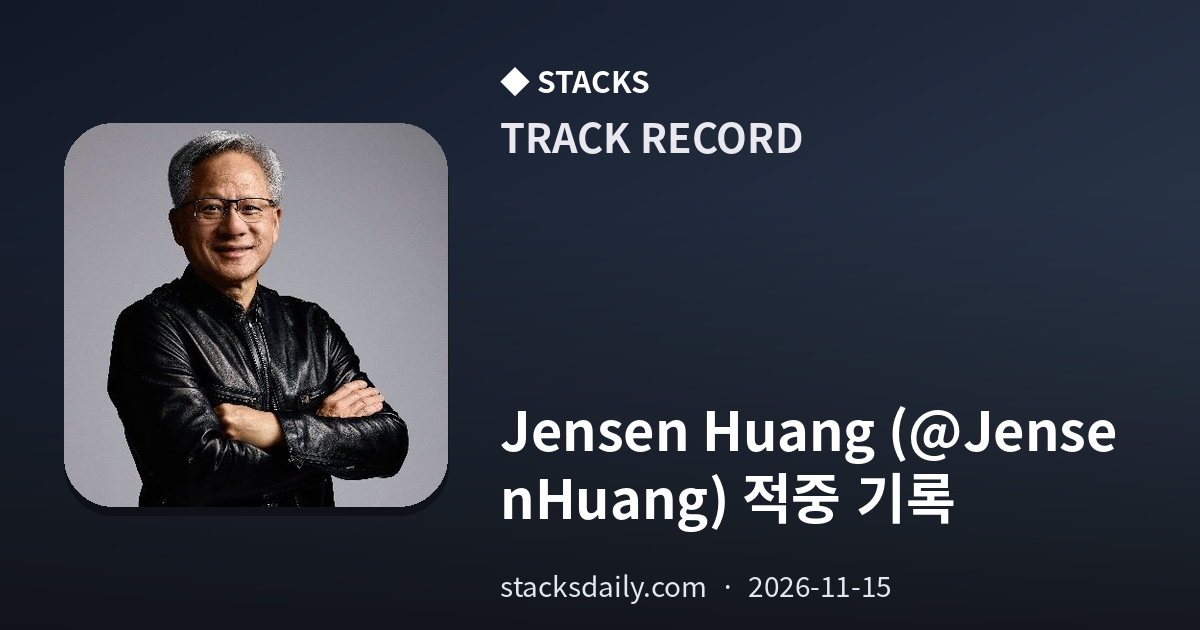 ◆ STACKS
TRACK RECORD
Jensen Huang (@Jense
nHuang) 적중 기록
stacksdaily.com · 2026-11-15